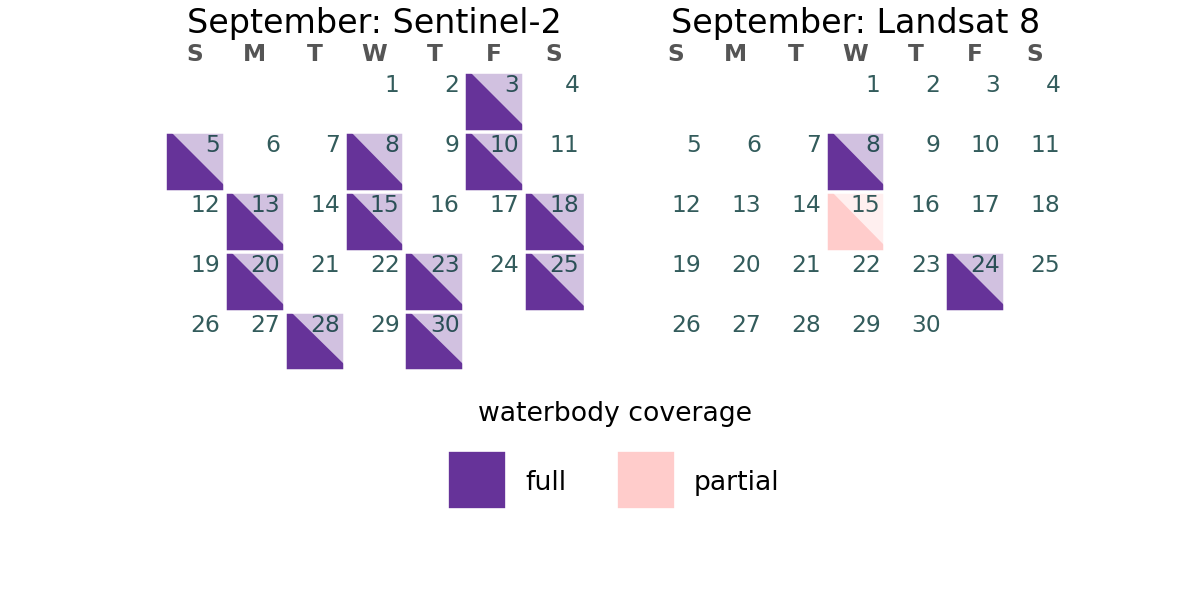 September: Sentinel-2
S M T W T F S
1 2 3 4
5 6 7 8 9 10 11
12 13 14 15 16 17 18
19 20 21 22 23 24 25
26 27 28 29 30
September: Landsat 8
S M T W T F S
1 2 3 4
5 6 7 8 9 10 11
12 13 14 15 16 17 18
19 20 21 22 23 24 25
26 27 28 29 30
waterbody coverage
full partial